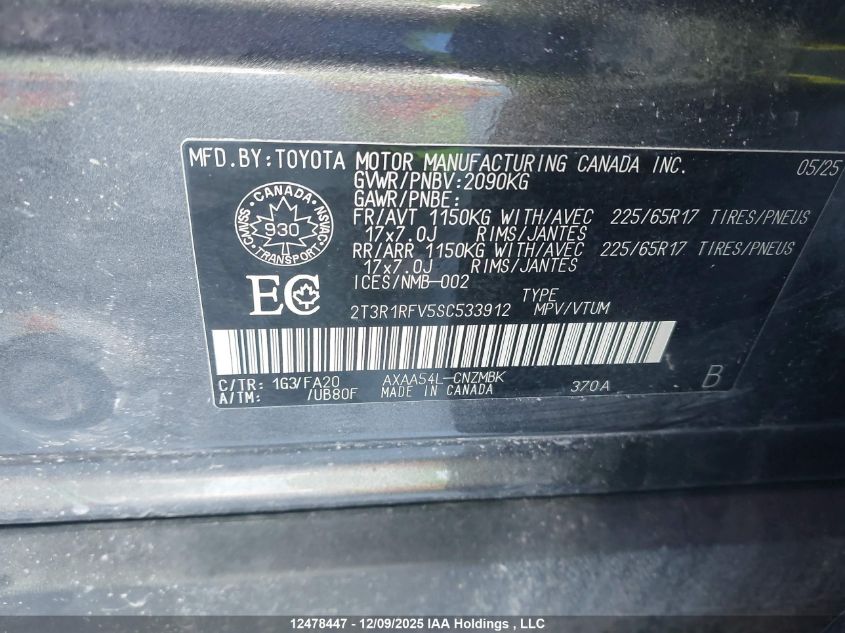 MFD.BY:TOYOTA MOTOR MANUFACTURING CANADA INC. 05/25
GVWR/PNBV:2090KG
GAWR/PNBE:
FR/AVT 1150KG WITH/AVEC 225/65R17 TIRES/PNEUS
17x7.0J RIMS/JANTES
RR/ARR 1150KG WITH/AVEC 225/65R17 TIRES/PNEUS
17x7.0J RIMS/JANTES
ICES/NMB-002
CANADA
CMVSS
NSVAC
930
TRANSPORT
EC
TYPE
2T3R1RFV5SC533912 MPV/VTUM
C/TR: 1G3/FA20 AXAA54L-CNZMBK 370A B
A/TM: /UB80F MADE IN CANADA
12478447 - 12/09/2025 IAA Holdings , LLC